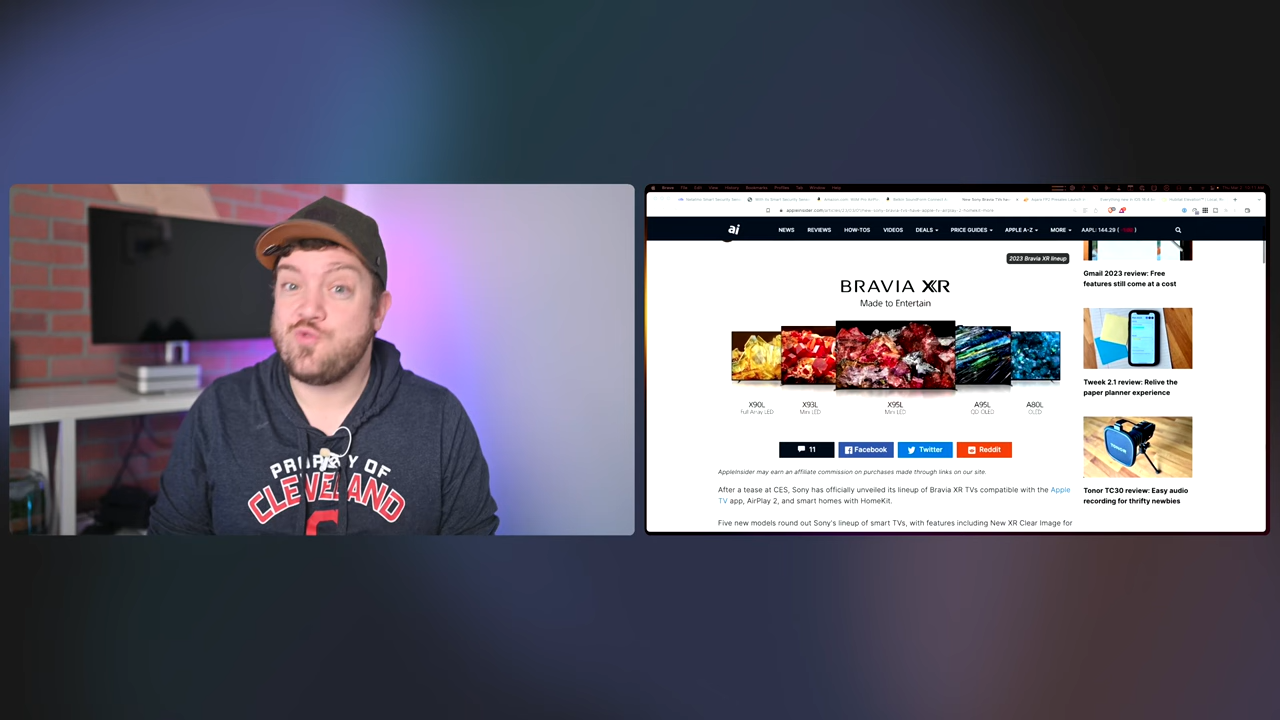 PROPERTY OF
CLEVELAND
C
ai
NEWS
REVIEWS
HOW-TOS
VIDEOS
DEALS
PRICE GUIDES
APPLE A-Z
MORE
AAPL: 144.29 (
2023 Bravia XR lineup
BRAVIA XR
Made to Entertain
X90L
Full Array LED
X93L
Mini LED
X95L
Mini LED
A95L
QD OLED
A80L
OLED
11
Facebook
Twitter
Reddit
AppleInsider may earn an affiliate commission on purchases made through links on our site.
After a tease at CES, Sony has officially unveiled its lineup of Bravia XR TVs compatible with the Apple
TV app, AirPlay 2, and smart homes with HomeKit.
Five new models round out Sony's lineup of smart TVs, with features including New XR Clear Image for
Gmail 2023 review: Free
features still come at a cost
Tweek 2.1 review: Relive the
paper planner experience
Tonor TC30 review: Easy audio
recording for thrifty newbies